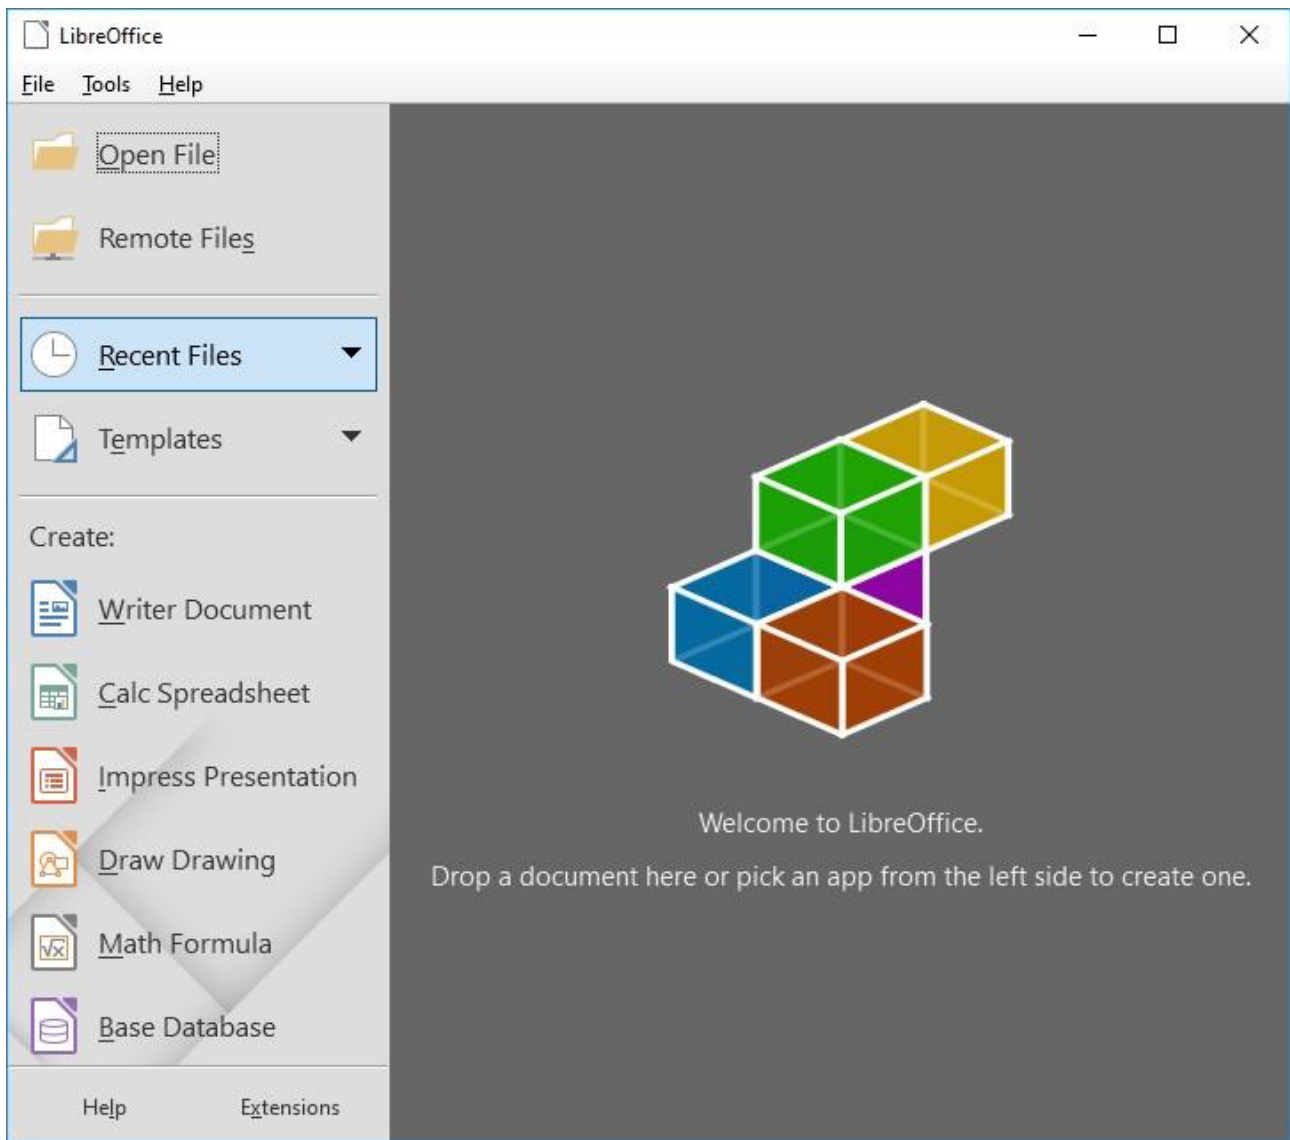 LibreOffice
File Tools Help
Open File
Remote Files
Recent Files
Templates
Create:
Writer Document
Calc Spreadsheet
Impress Presentation
Draw Drawing
Math Formula
Base Database
Help Extensions
Welcome to LibreOffice.
Drop a document here or pick an app from the left side to create one.